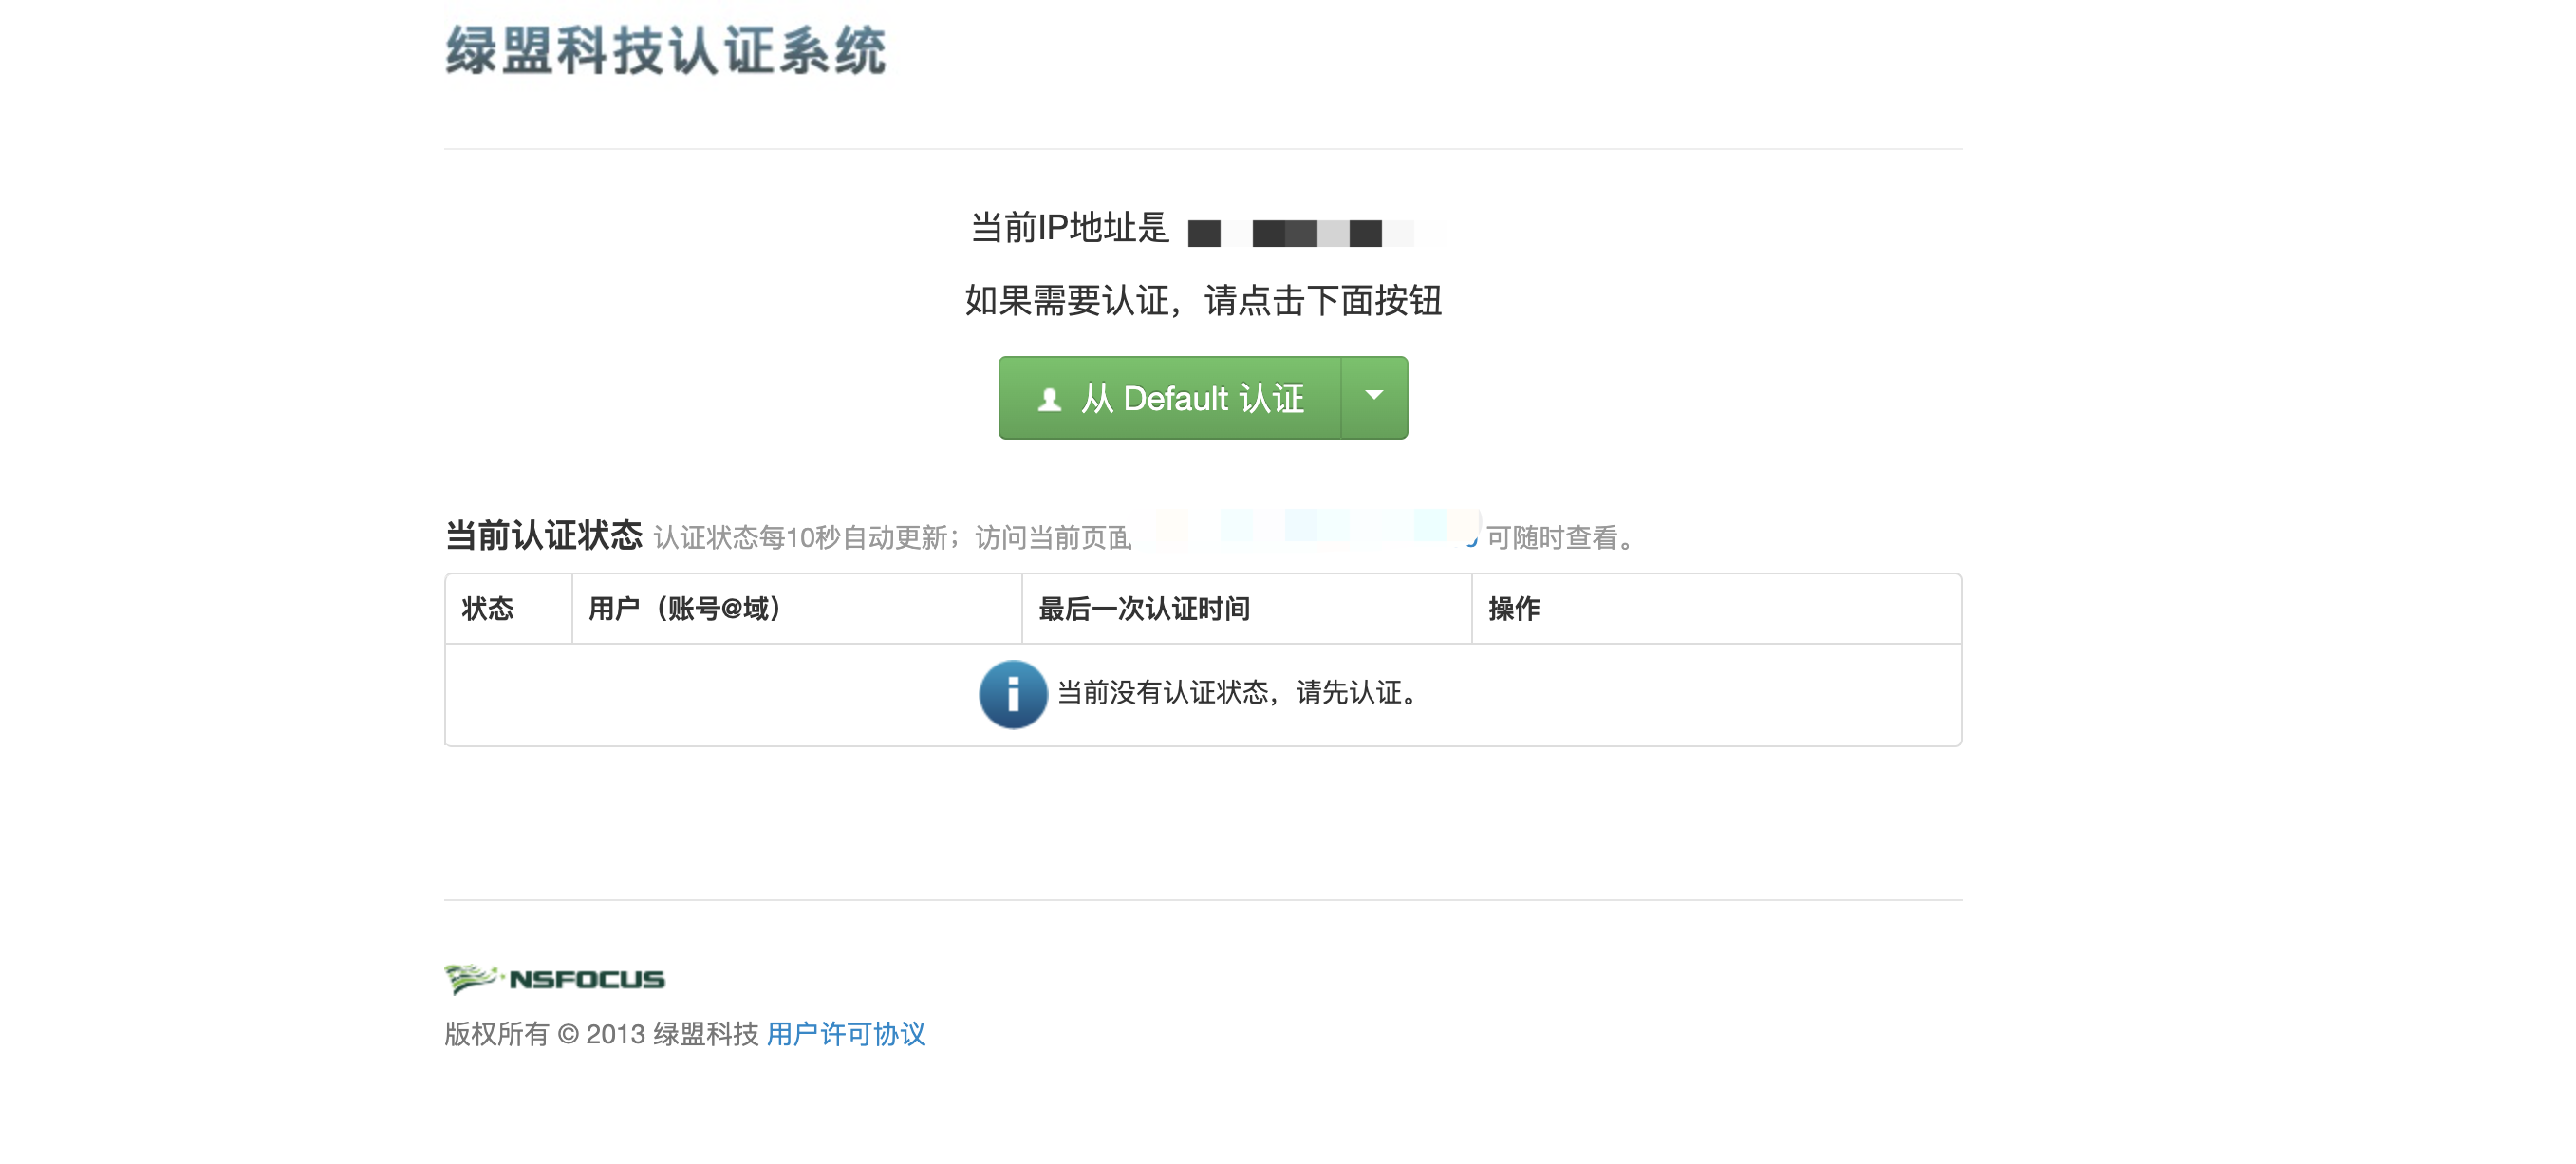 绿盟科技认证系统
当前IP地址是
如果需要认证，请点击下面按钮
从 Default 认证
当前认证状态 认证状态每10秒自动更新；访问当前页面 可随时查看。
状态 用户（账号@域） 最后一次认证时间 操作
当前没有认证状态，请先认证。
NSFOCUS
版权所有 © 2013 绿盟科技 用户许可协议